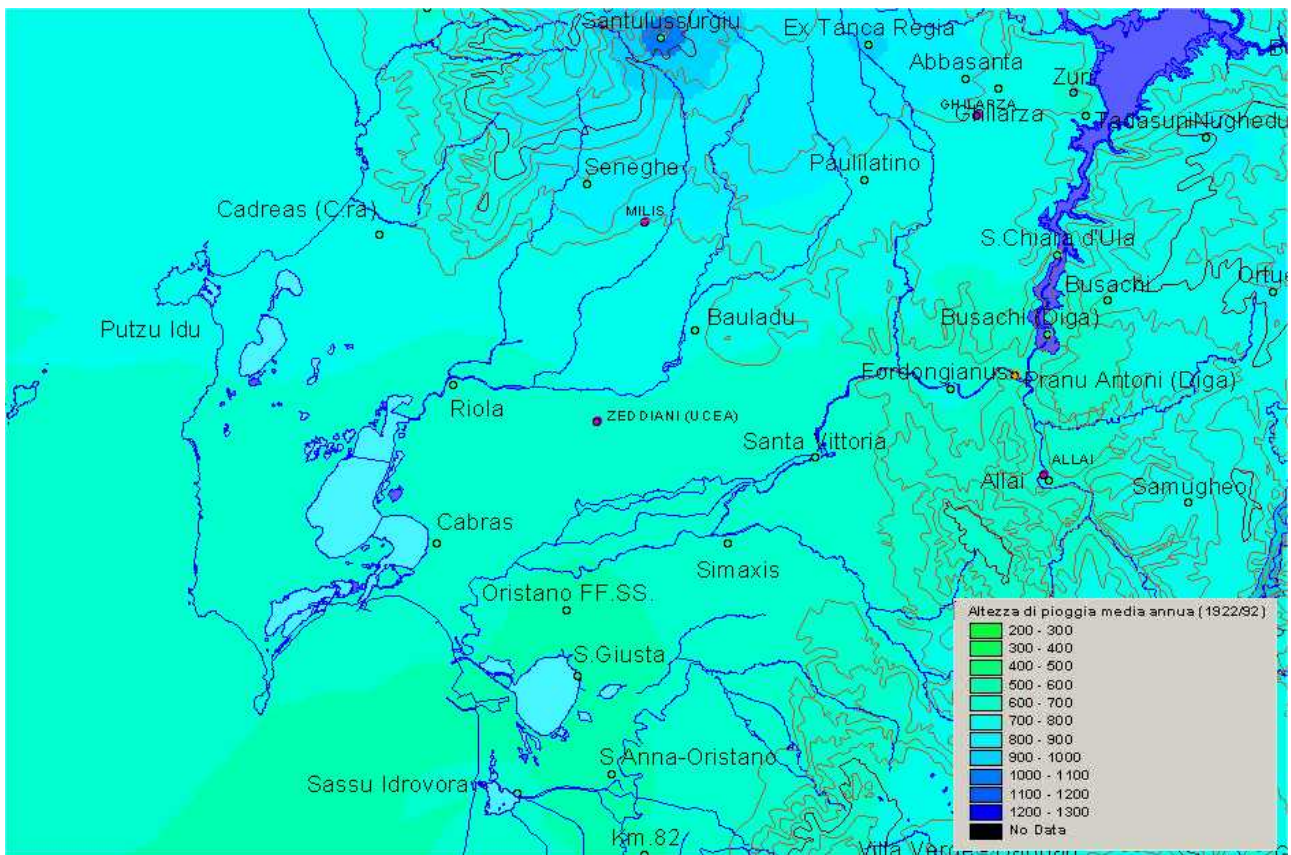 Santulussurgiu
Ex Tanca Regia
Abbasanta
Zuri
GHILARZA
Ghilarza
Tadasuni
Nughedu
Seneghe
Paulilatino
MILIS
Cadreas (C.ra)
S.Chiara d'Ula
Busachi
Putzu Idu
Bauladu
Busachi (Diga)
Fordongianus
Pranu Antoni (Diga)
Riola
ZEDDIANI (UCEA)
Santa Vittoria
ALLAI
Allai
Samugheo
Cabras
Simaxis
Oristano FF.SS.
S.Giusta
S.Anna-Oristano
Sassu Idrovora
Km.82
Altezza di pioggia media annua (1922/92)
200 - 300
300 - 400
400 - 500
500 - 600
600 - 700
700 - 800
800 - 900
900 - 1000
1000 - 1100
1100 - 1200
1200 - 1300
No Data